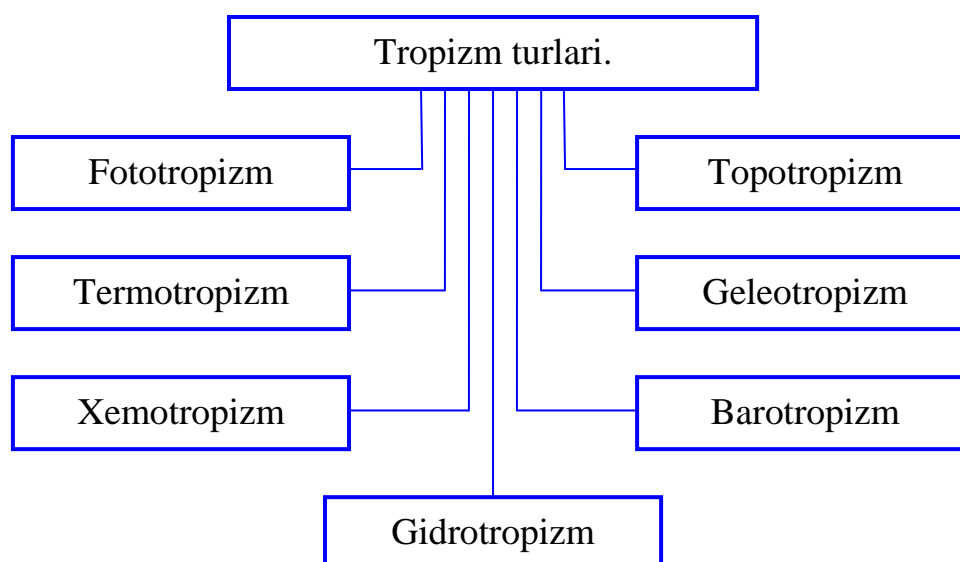 Tropizm turlari.
Fototropizm
Topotropizm
Termotropizm
Geleotropizm
Xemotropizm
Barotropizm
Gidrotropizm